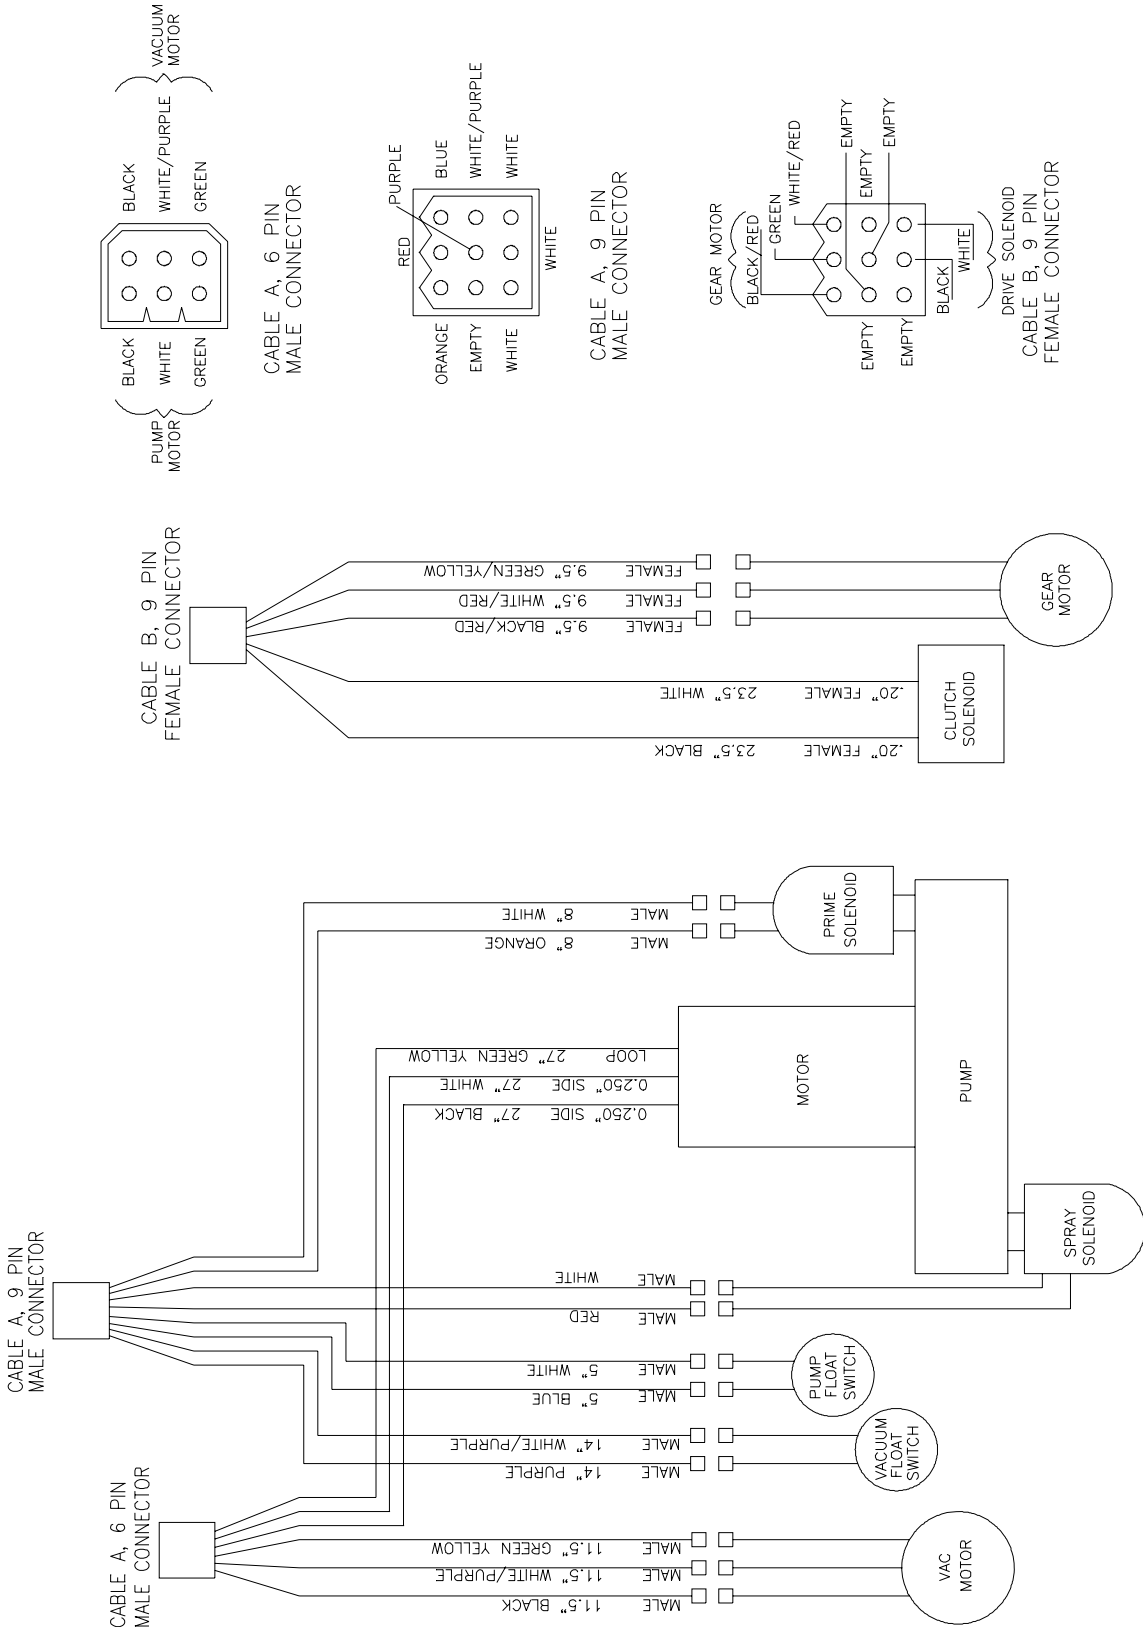 CABLE A, 6 PIN
MALE CONNECTOR
11.5" BLACK
MALE
11.5" WHITE/PURPLE
MALE
11.5" GREEN YELLOW
MALE
VAC
MOTOR
CABLE A, 9 PIN
MALE CONNECTOR
14" PURPLE
MALE
14" WHITE/PURPLE
MALE
VACUUM
FLOAT
SWITCH
5" BLUE
MALE
5" WHITE
MALE
PUMP
FLOAT
SWITCH
RED
MALE
WHITE
MALE
SPRAY
SOLENOID
27" BLACK
0.250" SIDE
27" WHITE
0.250" SIDE
27" GREEN YELLOW
LOOP
MOTOR
PUMP
8" ORANGE
MALE
8" WHITE
MALE
PRIME
SOLENOID
CABLE B, 9 PIN
FEMALE CONNECTOR
23.5" BLACK
.20" FEMALE
23.5" WHITE
.20" FEMALE
CLUTCH
SOLENOID
9.5" BLACK/RED
FEMALE
9.5" WHITE/RED
FEMALE
9.5" GREEN/YELLOW
FEMALE
GEAR
MOTOR
PUMP
MOTOR
BLACK
WHITE
GREEN
BLACK
WHITE/PURPLE
GREEN
VACUUM
MOTOR
CABLE A, 6 PIN
MALE CONNECTOR
RED
PURPLE
ORANGE
BLUE
EMPTY
WHITE/PURPLE
WHITE
WHITE
WHITE
CABLE A, 9 PIN
MALE CONNECTOR
GEAR MOTOR
BLACK/RED
GREEN
WHITE/RED
EMPTY
EMPTY
EMPTY
EMPTY
EMPTY
BLACK
WHITE
DRIVE SOLENOID
CABLE B, 9 PIN
FEMALE CONNECTOR